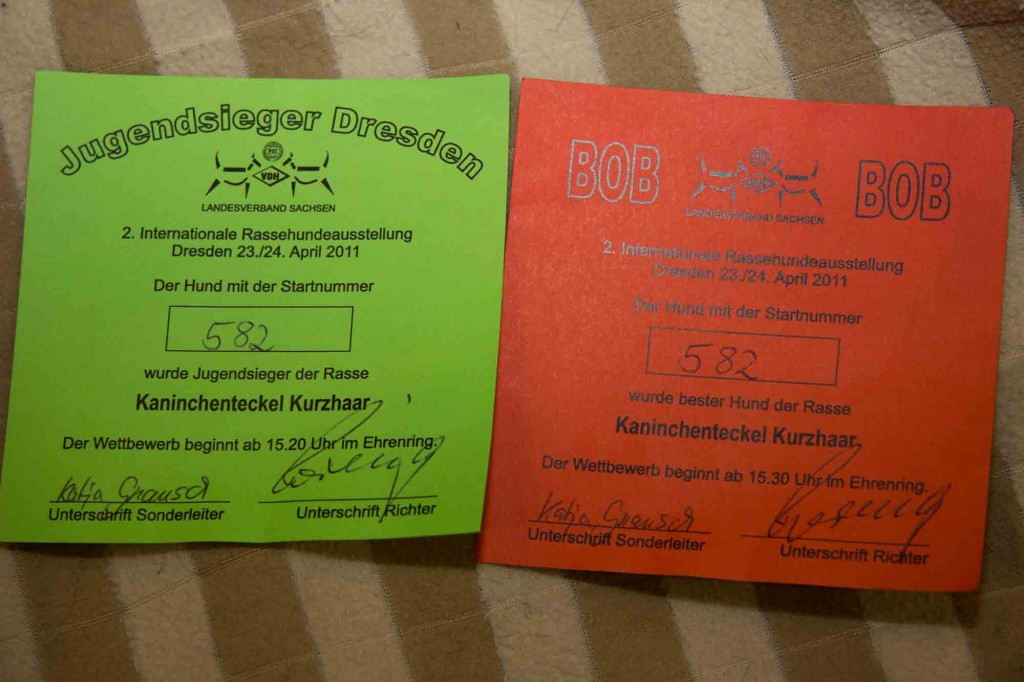 Jugendsieger Dresden
VDH
LANDESVERBAND SACHSEN
2. Internationale Rassehundeausstellung
Dresden 23./24. April 2011
Der Hund mit der Startnummer
582
wurde Jugendsieger der Rasse
Kaninchenteckel Kurzhaar
Der Wettbewerb beginnt ab 15.20 Uhr im Ehrenring.
Katja Gransch
Unterschrift Sonderleiter
Unterschrift Richter
BOB BOB
LANDESVERBAND SACHSEN
2. Internationale Rassehundeausstellung
Dresden 23./24. April 2011
Der Hund mit der Startnummer
582
wurde bester Hund der Rasse
Kaninchenteckel Kurzhaar
Der Wettbewerb beginnt ab 15.30 Uhr im Ehrenring.
Katja Gransch
Unterschrift Sonderleiter
Unterschrift Richter